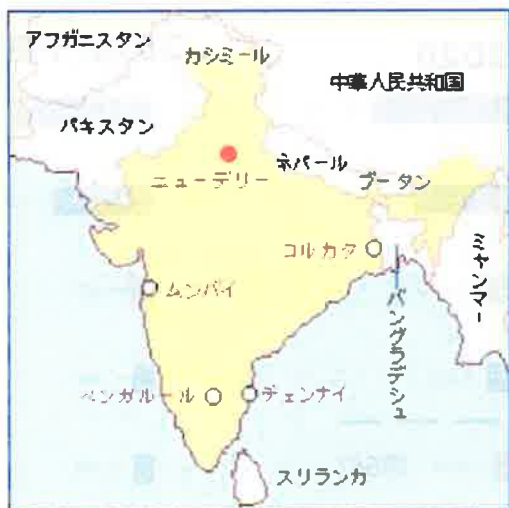 アフガニスタン
カシミール
中華人民共和国
パキスタン
ネパール
ブータン
ニューデリー
コルカタ
ミャンマー
ムンバイ
バングラデシュ
ベンガルール
チェンナイ
スリランカ